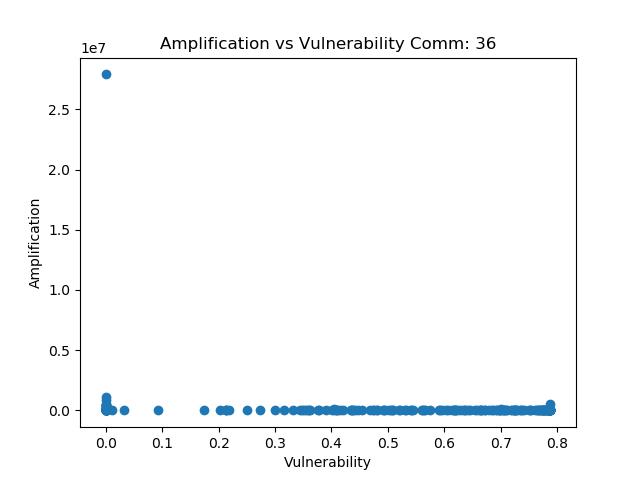 Amplification vs Vulnerability Comm: 36
1e7
2.5
2.0
1.5
1.0
0.5
0.0
Amplification
0.0 0.1 0.2 0.3 0.4 0.5 0.6 0.7 0.8
Vulnerability